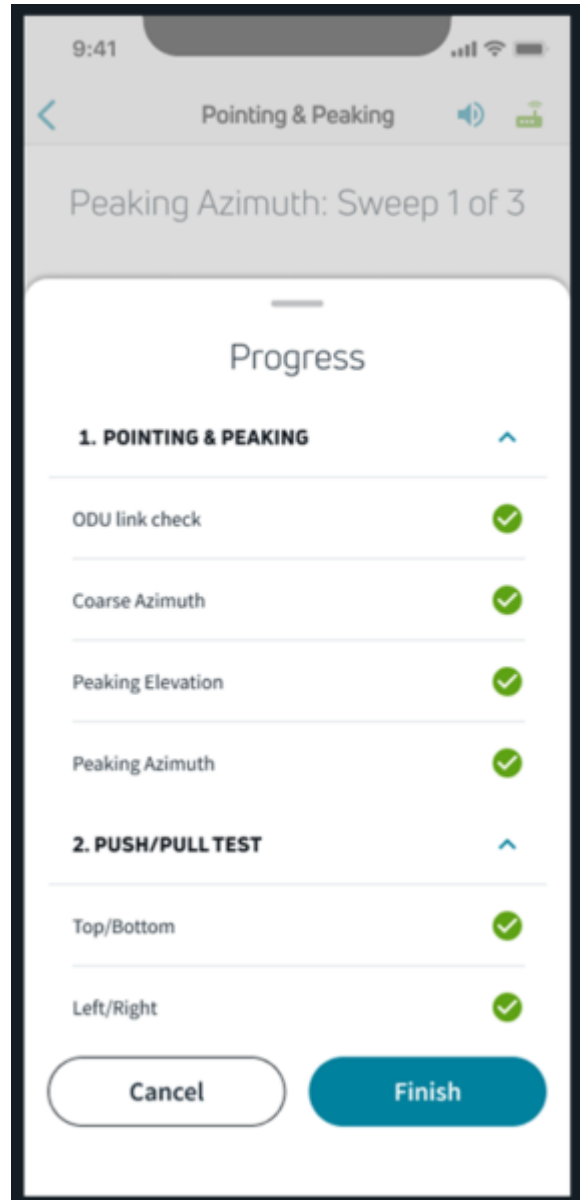 9:41
Pointing & Peaking
Peaking Azimuth: Sweep 1 of 3
Progress
1. POINTING & PEAKING
ODU link check
Coarse Azimuth
Peaking Elevation
Peaking Azimuth
2. PUSH/PULL TEST
Top/Bottom
Left/Right
Cancel Finish